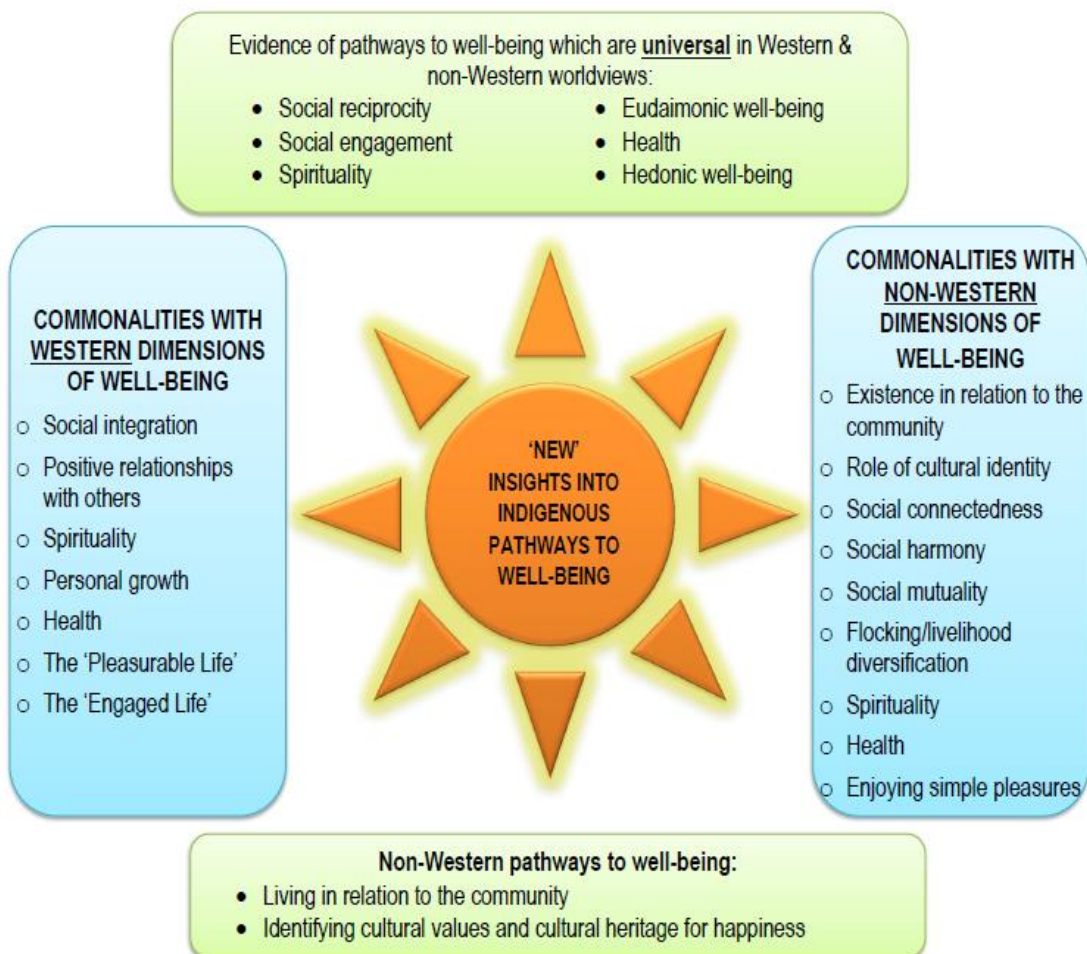 Evidence of pathways to well-being which are universal in Western &
non-Western worldviews:
• Social reciprocity
• Social engagement
• Spirituality
• Eudaimonic well-being
• Health
• Hedonic well-being
COMMONALITIES WITH
WESTERN DIMENSIONS
OF WELL-BEING
o Social integration
o Positive relationships
with others
o Spirituality
o Personal growth
o Health
o The ‘Pleasurable Life’
o The ‘Engaged Life’
‘NEW’
INSIGHTS INTO
INDIGENOUS
PATHWAYS TO
WELL-BEING
COMMONALITIES WITH
NON-WESTERN
DIMENSIONS OF
WELL-BEING
o Existence in relation to the
community
o Role of cultural identity
o Social connectedness
o Social harmony
o Social mutuality
o Flocking/livelihood
diversification
o Spirituality
o Health
o Enjoying simple pleasures
Non-Western pathways to well-being:
• Living in relation to the community
• Identifying cultural values and cultural heritage for happiness